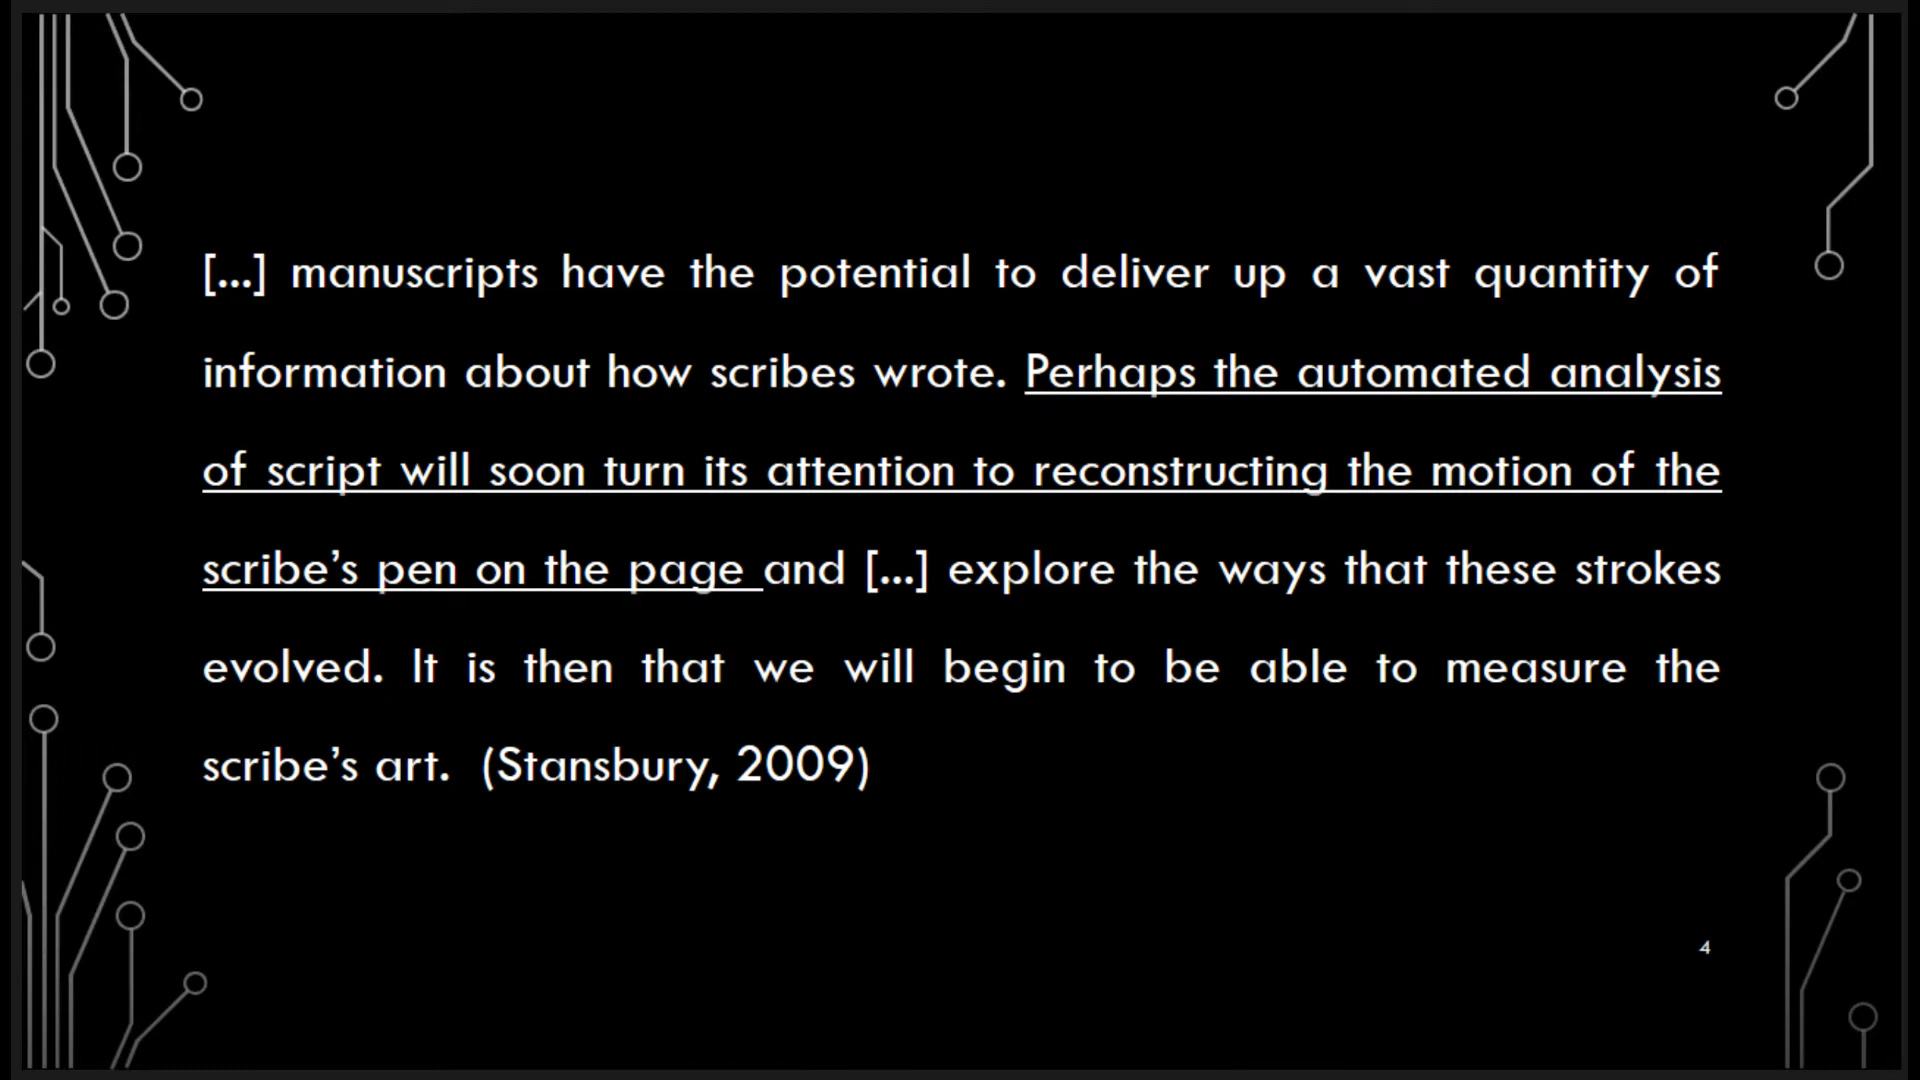 [...] manuscripts have the potential to deliver up a vast quantity of
information about how scribes wrote. Perhaps the automated analysis
of script will soon turn its attention to reconstructing the motion of the
scribe’s pen on the page and [...] explore the ways that these strokes
evolved. It is then that we will begin to be able to measure the
scribe’s art. (Stansbury, 2009)
4